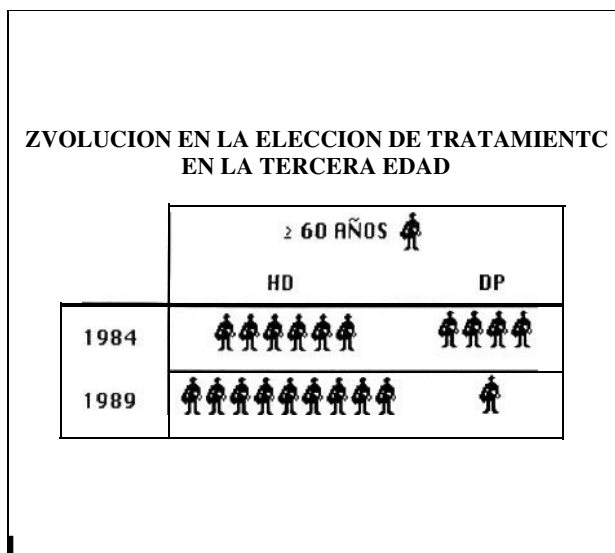 ZVOLUCION EN LA ELECCION DE TRATAMIENTC
EN LA TERCERA EDAD
≥ 60 AÑOS
HD DP
1984
1989